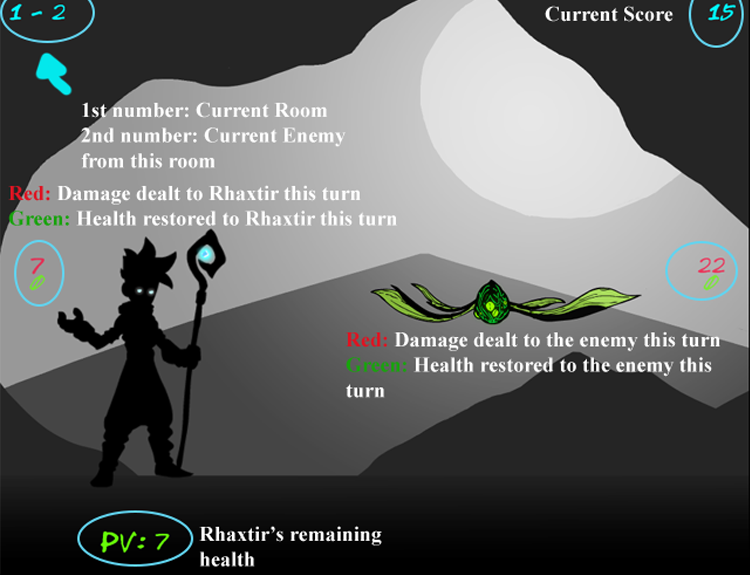 1 - 2
Current Score
15
1st number: Current Room
2nd number: Current Enemy
from this room
Red: Damage dealt to Rhaxtir this turn
Green: Health restored to Rhaxtir this turn
7
0
22
0
Red: Damage dealt to the enemy this turn
Green: Health restored to the enemy this
turn
PV: 7
Rhaxtir's remaining
health